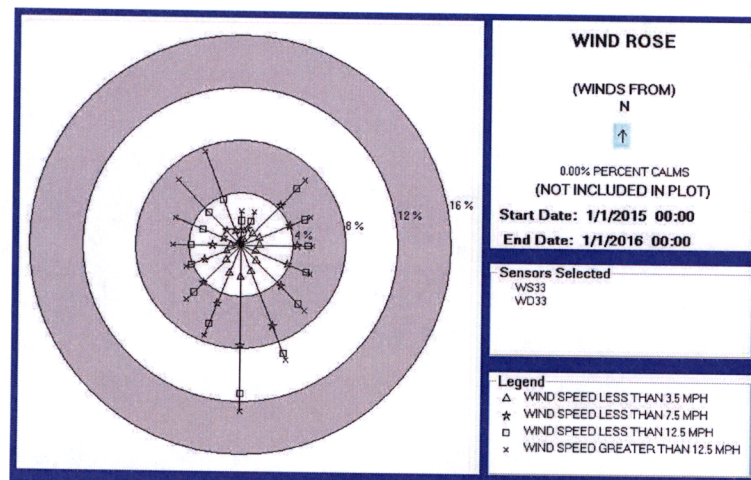 4 %
8 %
12 %
16 %
WIND ROSE
(WINDS FROM)
N
0.00% PERCENT CALMS
(NOT INCLUDED IN PLOT)
Start Date: 1/1/2015 00:00
End Date: 1/1/2016 00:00
Sensors Selected
WS33
WD33
Legend
WIND SPEED LESS THAN 3.5 MPH
WIND SPEED LESS THAN 7.5 MPH
WIND SPEED LESS THAN 12.5 MPH
WIND SPEED GREATER THAN 12.5 MPH